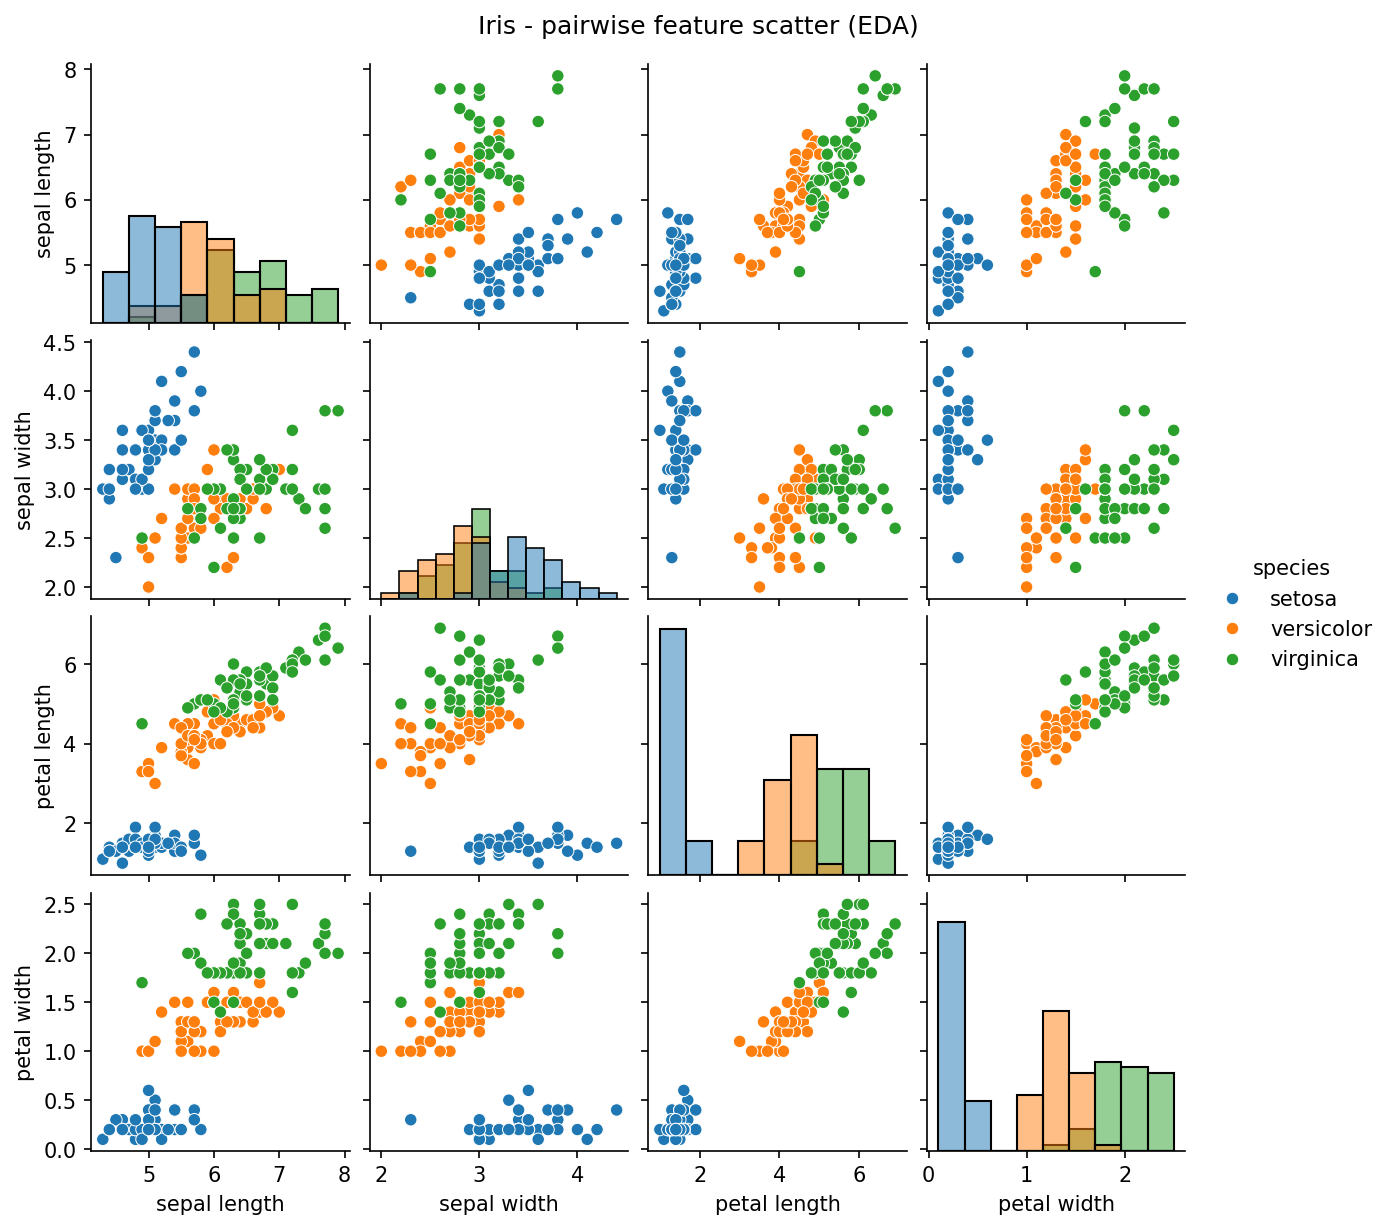 Iris - pairwise feature scatter (EDA)
8
7
6
5
sepal length
4.5
4.0
3.5
3.0
2.5
2.0
sepal width
species
setosa
versicolor
virginica
6
4
2
petal length
2.5
2.0
1.5
1.0
0.5
0.0
petal width
5 6 7 8
sepal length
2 3 4
sepal width
2 4 6
petal length
0 1 2
petal width